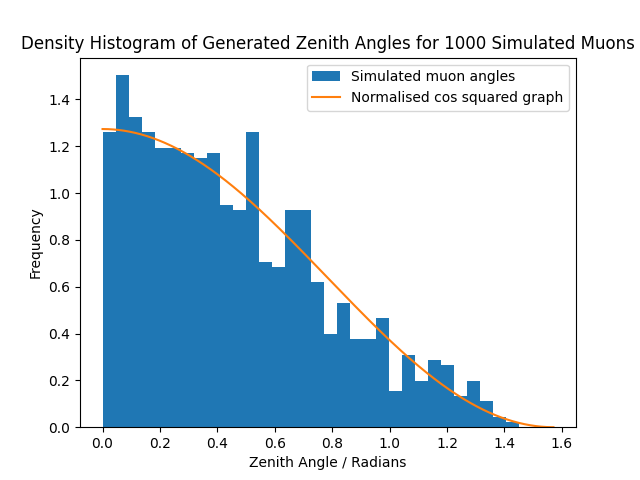 Density Histogram of Generated Zenith Angles for 1000 Simulated Muons
Simulated muon angles
Normalised cos squared graph
Frequency
1.4
1.2
1.0
0.8
0.6
0.4
0.2
0.0
0.0 0.2 0.4 0.6 0.8 1.0 1.2 1.4 1.6
Zenith Angle / Radians